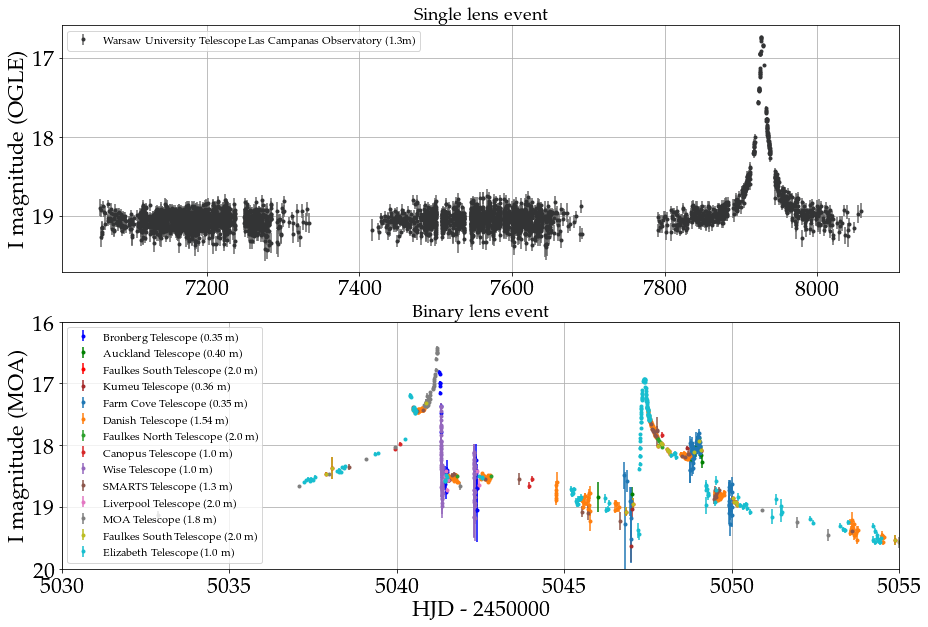 Single lens event
Warsaw University Telescope Las Campanas Observatory (1.3m)
I magnitude (OGLE)
17
18
19
7200
7400
7600
7800
8000
Binary lens event
I magnitude (MOA)
16
17
18
19
20
Bronberg Telescope (0.35 m)
Auckland Telescope (0.40 m)
Faulkes South Telescope (2.0 m)
Kumeu Telescope (0.36 m)
Farm Cove Telescope (0.35 m)
Danish Telescope (1.54 m)
Faulkes North Telescope (2.0 m)
Canopus Telescope (1.0 m)
Wise Telescope (1.0 m)
SMARTS Telescope (1.3 m)
Liverpool Telescope (2.0 m)
MOA Telescope (1.8 m)
Faulkes South Telescope (2.0 m)
Elizabeth Telescope (1.0 m)
5030
5035
5040
5045
5050
5055
HJD - 2450000